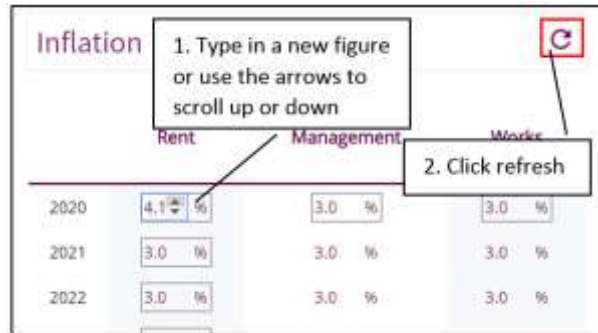 Inflation
1. Type in a new figure
or use the arrows to
scroll up or down
Rent Management Works
2. Click refresh
2020 4.1 % 3.0 % 3.0 %
2021 3.0 % 3.0 % 3.0 %
2022 3.0 % 3.0 % 3.0 %